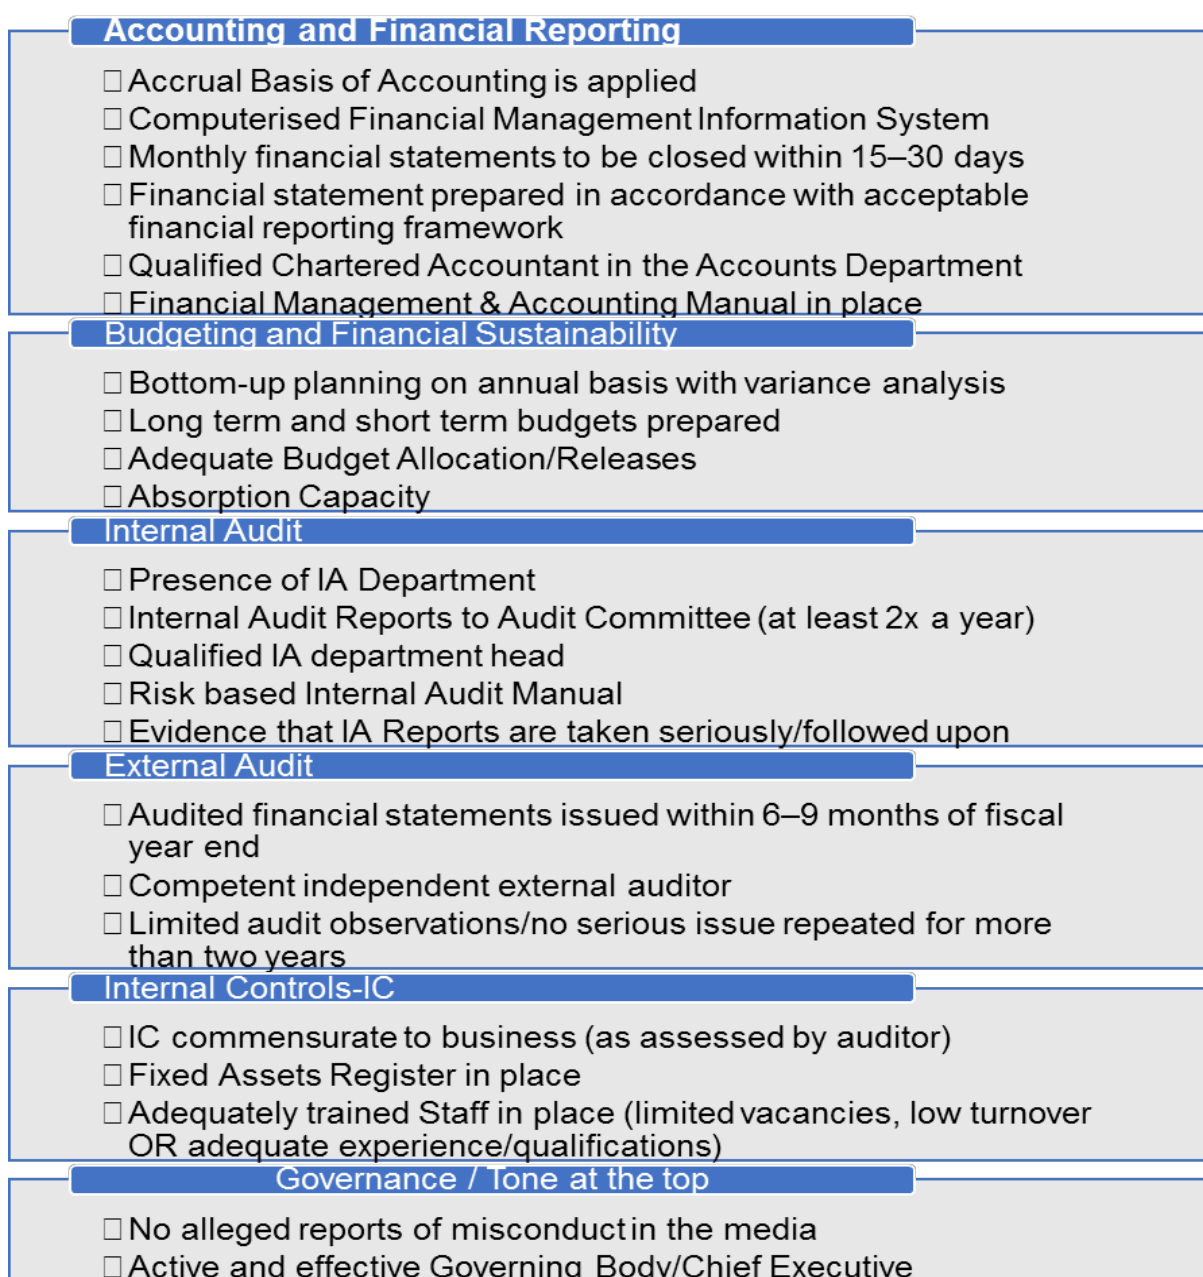 Accounting and Financial Reporting
□ Accrual Basis of Accounting is applied
□ Computerised Financial Management Information System
□ Monthly financial statements to be closed within 15–30 days
□ Financial statement prepared in accordance with acceptable
financial reporting framework
□ Qualified Chartered Accountant in the Accounts Department
□ Financial Management & Accounting Manual in place
Budgeting and Financial Sustainability
□ Bottom-up planning on annual basis with variance analysis
□ Long term and short term budgets prepared
□ Adequate Budget Allocation/Releases
□ Absorption Capacity
Internal Audit
□ Presence of IA Department
□ Internal Audit Reports to Audit Committee (at least 2x a year)
□ Qualified IA department head
□ Risk based Internal Audit Manual
□ Evidence that IA Reports are taken seriously/followed upon
External Audit
□ Audited financial statements issued within 6–9 months of fiscal
year end
□ Competent independent external auditor
□ Limited audit observations/no serious issue repeated for more
than two years
Internal Controls-IC
□ IC commensurate to business (as assessed by auditor)
□ Fixed Assets Register in place
□ Adequately trained Staff in place (limited vacancies, low turnover
OR adequate experience/qualifications)
Governance / Tone at the top
□ No alleged reports of misconduct in the media
□ Active and effective Governing Body/Chief Executive